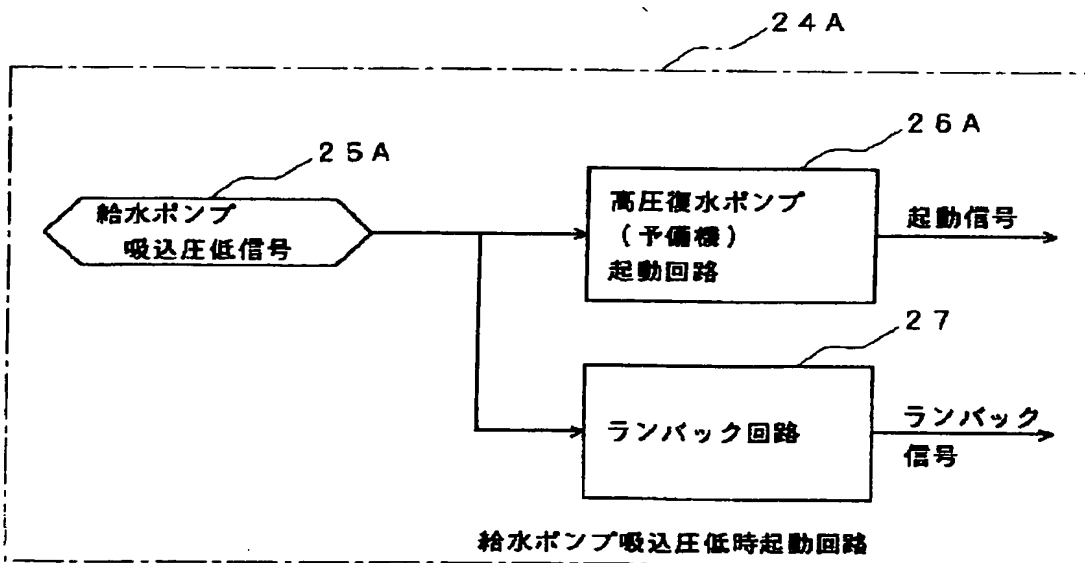 24A
26A
25A
給水ポンプ
吸込圧低信号
高圧復水ポンプ
(予備機)
起動回路
起動信号
27
ランバック回路
ランバック
信号
給水ポンプ吸込圧低時起動回路